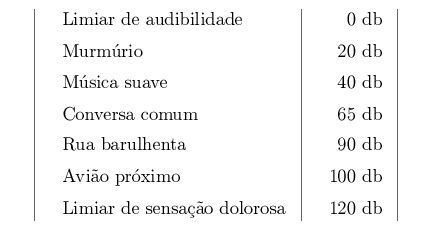 Limiar de audibilidade 0 db
Murmúrio 20 db
Música suave 40 db
Conversa comum 65 db
Rua barulhenta 90 db
Avião próximo 100 db
Limiar de sensação dolorosa 120 db